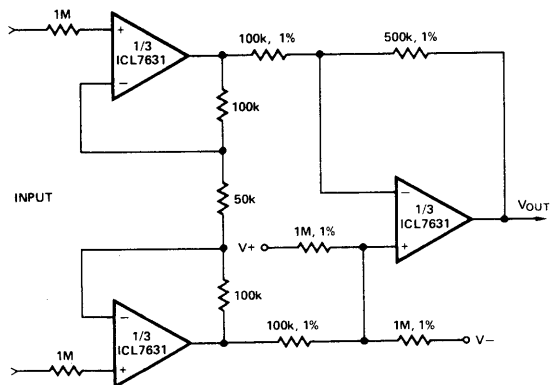 1M
+
1/3
ICL7631
−
100k, 1%
500k, 1%
100k
INPUT
50k
V+
1M, 1%
−
1/3
ICL7631
+
VOUT
100k
−
1/3
ICL7631
+
1M
100k, 1%
1M, 1%
V−